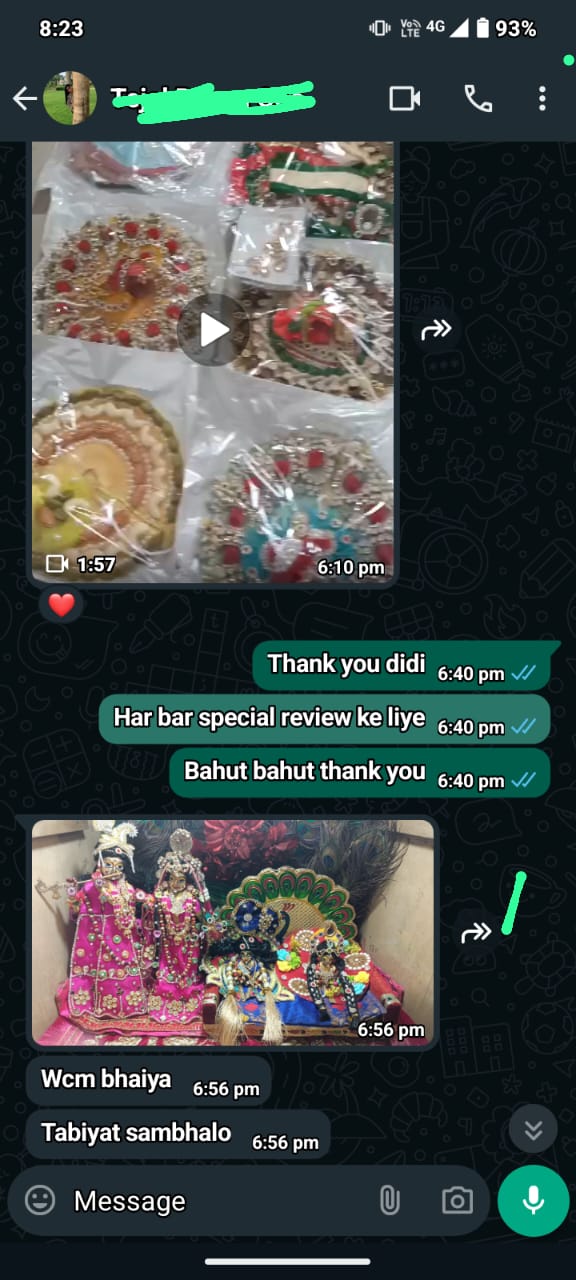 8:23
Vo LTE 4G 93%
1:57
6:10 pm
Thank you didi 6:40 pm
Har bar special review ke liye 6:40 pm
Bahut bahut thank you 6:40 pm
6:56 pm
Wcm bhaiya 6:56 pm
Tabiyat sambhalo 6:56 pm
Message